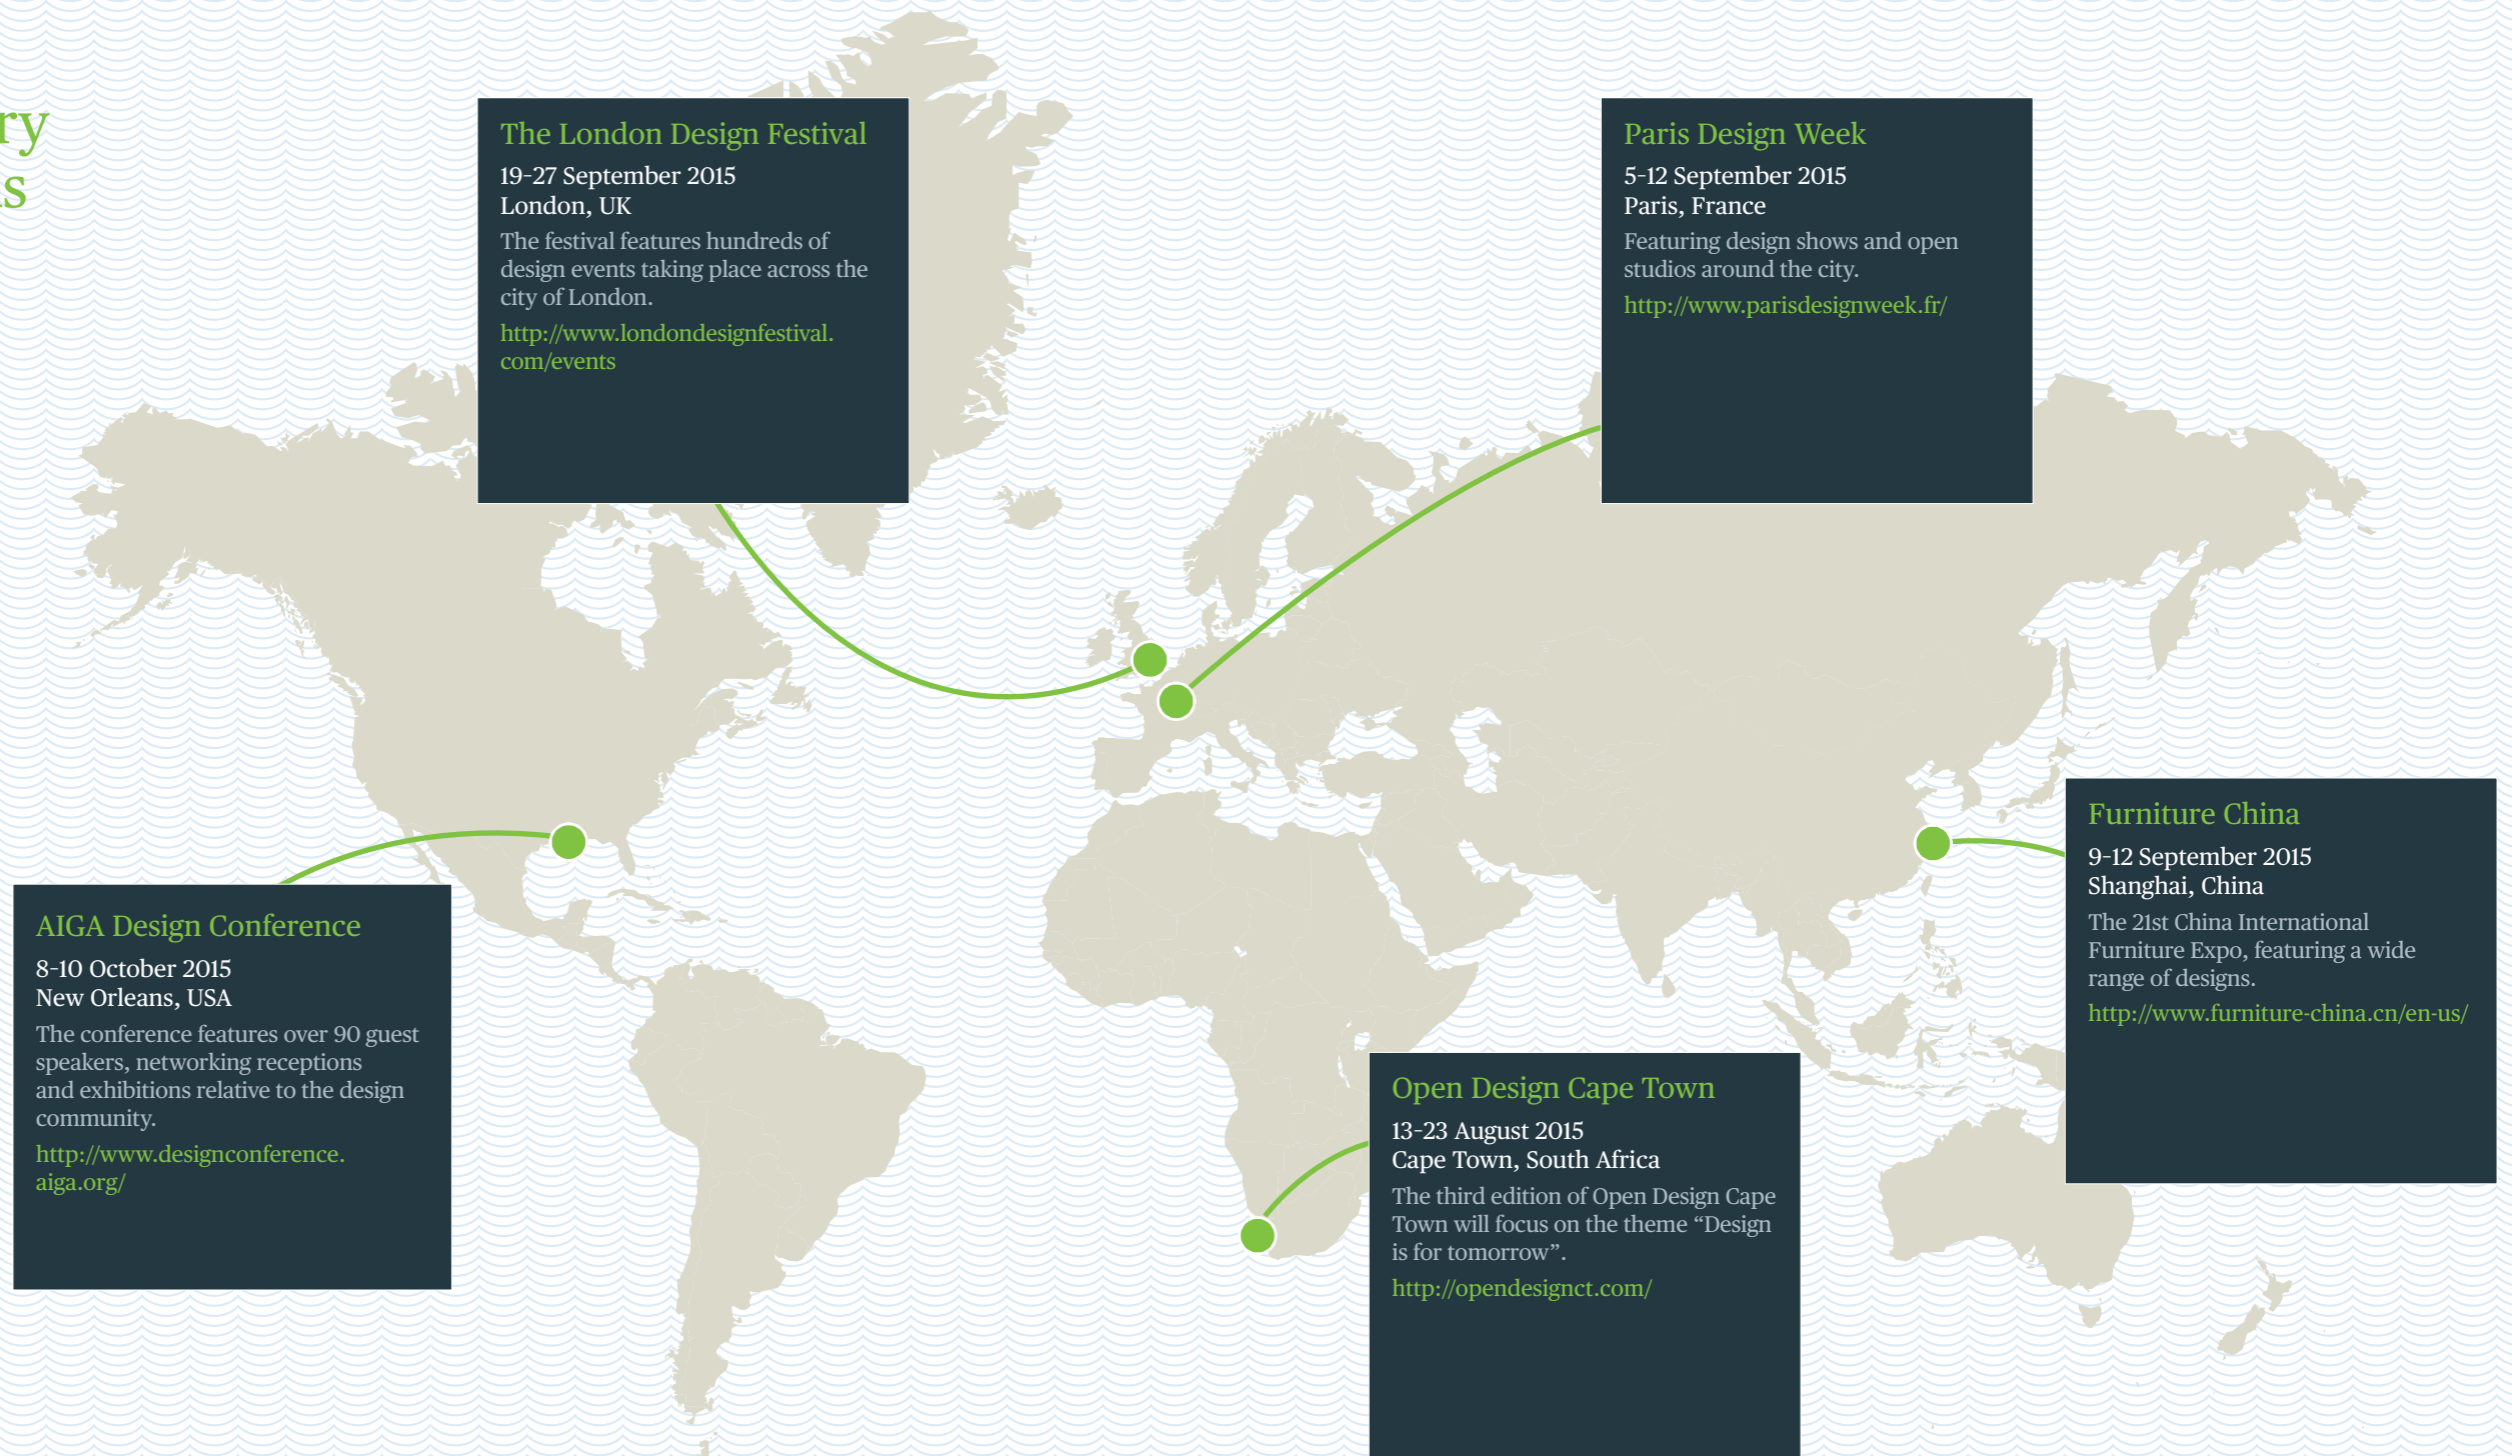 The London Design Festival
19-27 September 2015
London, UK
The festival features hundreds of
design events taking place across the
city of London.
http://www.londondesignfestival.
com/events
Paris Design Week
5-12 September 2015
Paris, France
Featuring design shows and open
studios around the city.
http://www.parisdesignweek.fr/
Furniture China
9-12 September 2015
Shanghai, China
The 21st China International
Furniture Expo, featuring a wide
range of designs.
http://www.furniture-china.cn/en-us/
AIGA Design Conference
8-10 October 2015
New Orleans, USA
The conference features over 90 guest
speakers, networking receptions
and exhibitions relative to the design
community.
http://www.designconference.
aiga.org/
Open Design Cape Town
13-23 August 2015
Cape Town, South Africa
The third edition of Open Design Cape
Town will focus on the theme “Design
is for tomorrow”.
http://opendesignct.com/